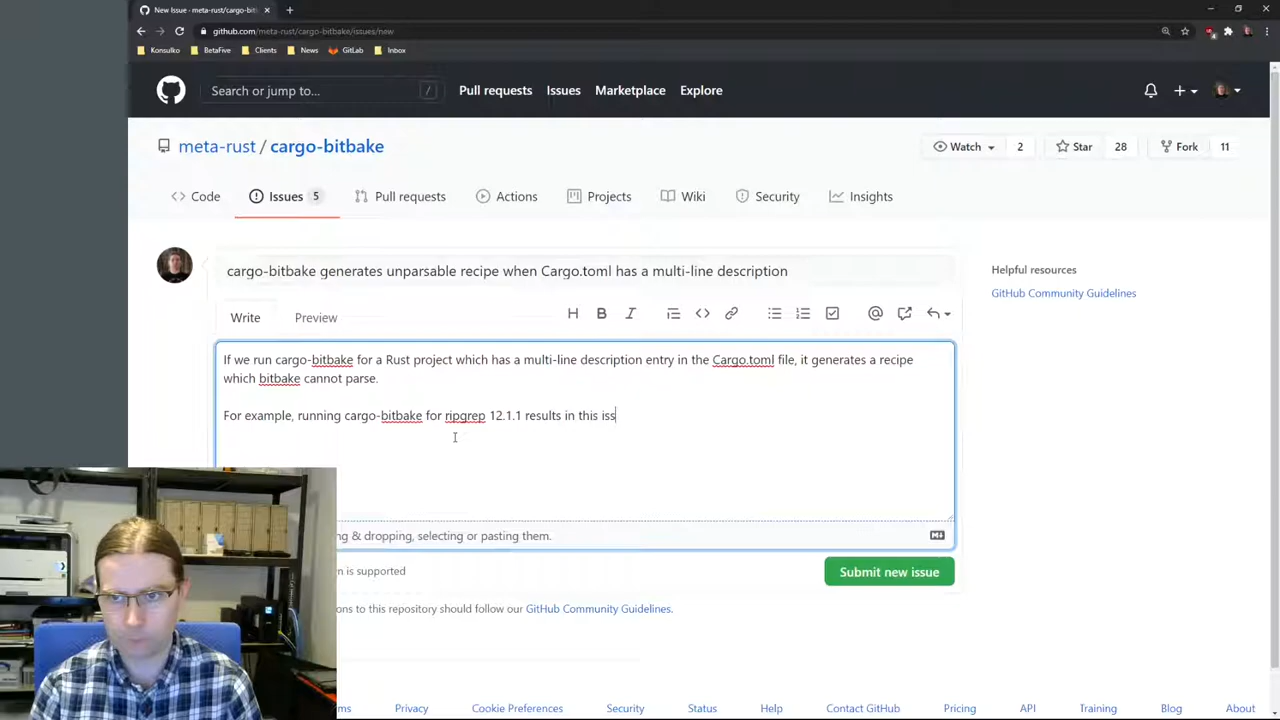 New Issue - meta-rust/cargo-bitbake
github.com/meta-rust/cargo-bitbake/issues/new
Konsulko BetaFive Clients News GitLab Inbox
Search or jump to... /
Pull requests Issues Marketplace Explore
meta-rust / cargo-bitbake
Watch 2 Star 28 Fork 11
Code Issues 5 Pull requests Actions Projects Wiki Security Insights
cargo-bitbake generates unparsable recipe when Cargo.toml has a multi-line description
Helpful resources
GitHub Community Guidelines
Write Preview
If we run cargo-bitbake for a Rust project which has a multi-line description entry in the Cargo.toml file, it generates a recipe
which bitbake cannot parse.
For example, running cargo-bitbake for ripgrep 12.1.1 results in this iss
& dropping, selecting or pasting them.
n is supported
Submit new issue
ons to this repository should follow our GitHub Community Guidelines.
ms Privacy Cookie Preferences Security Status Help Contact GitHub Pricing API Training Blog About